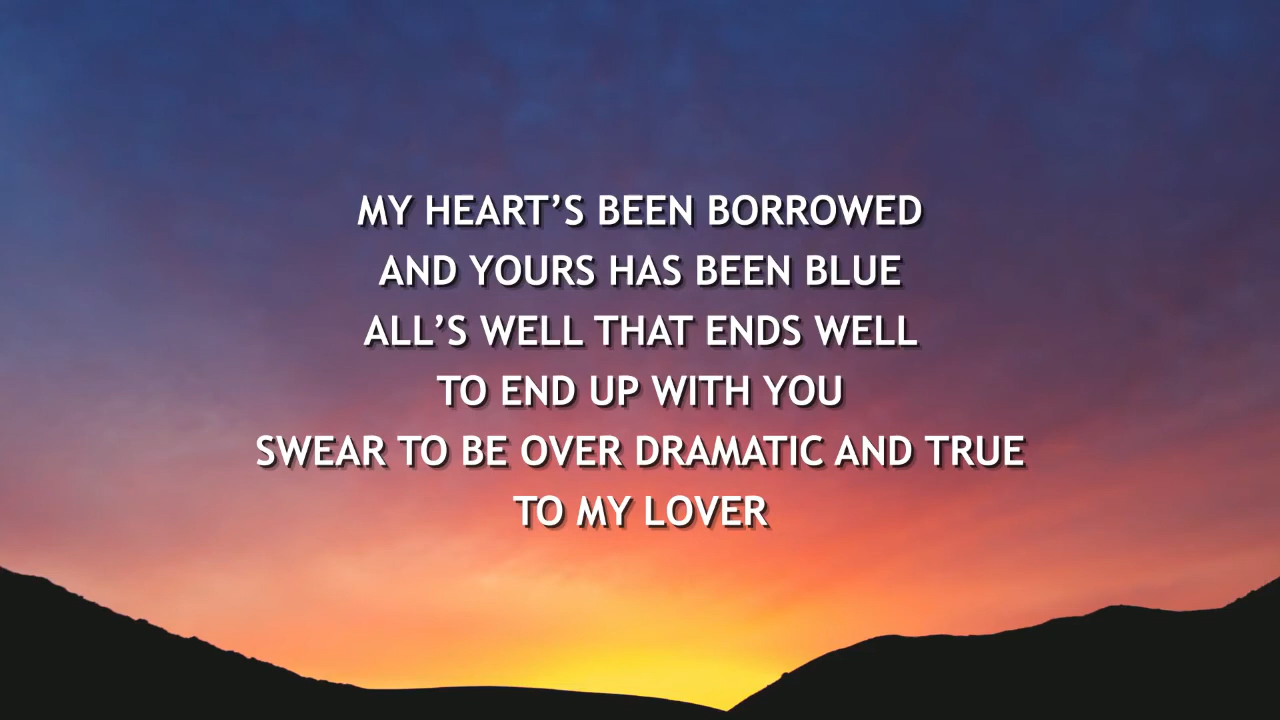 MY HEART’S BEEN BORROWED
AND YOURS HAS BEEN BLUE
ALL’S WELL THAT ENDS WELL
TO END UP WITH YOU
SWEAR TO BE OVER DRAMATIC AND TRUE
TO MY LOVER